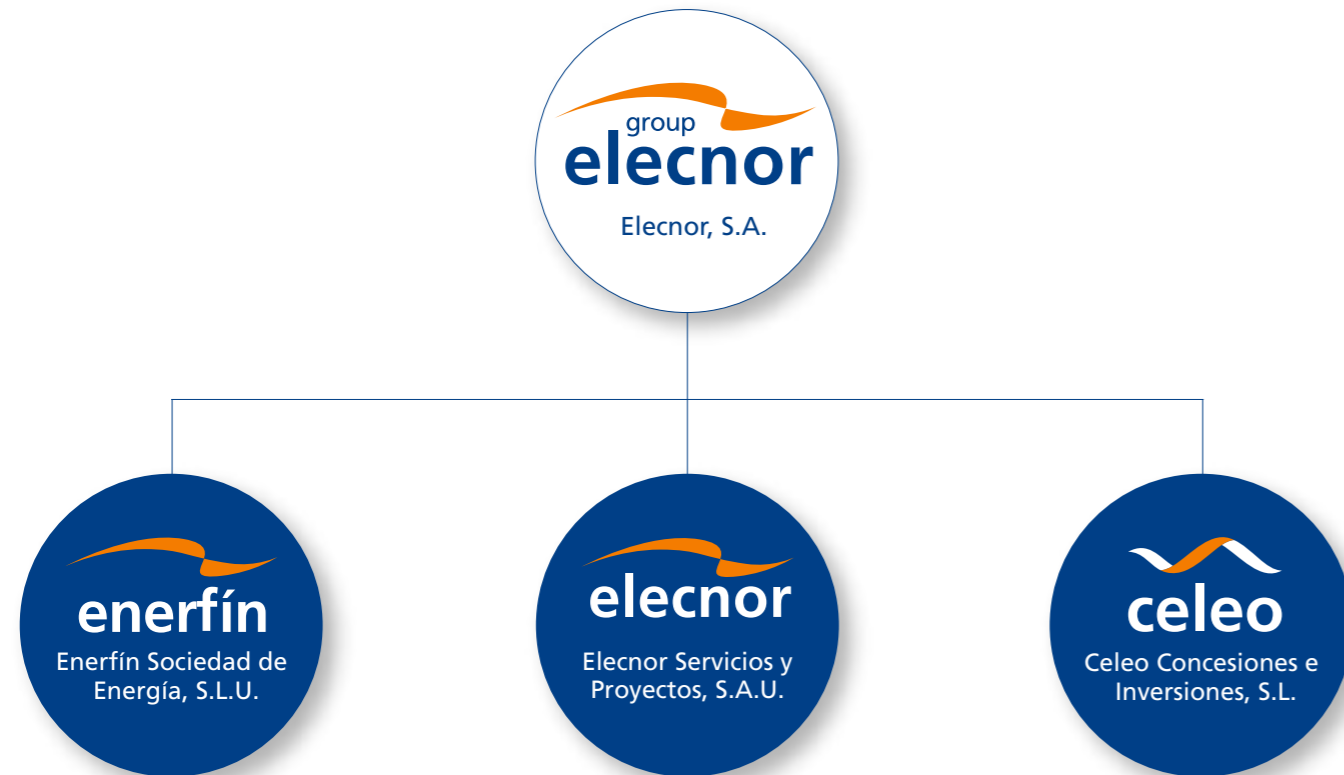 group
elecnor
Elecnor, S.A.
enerfín
Enerfín Sociedad de
Energía, S.L.U.
elecnor
Elecnor Servicios y
Proyectos, S.A.U.
celeo
Celeo Concesiones e
Inversiones, S.L.